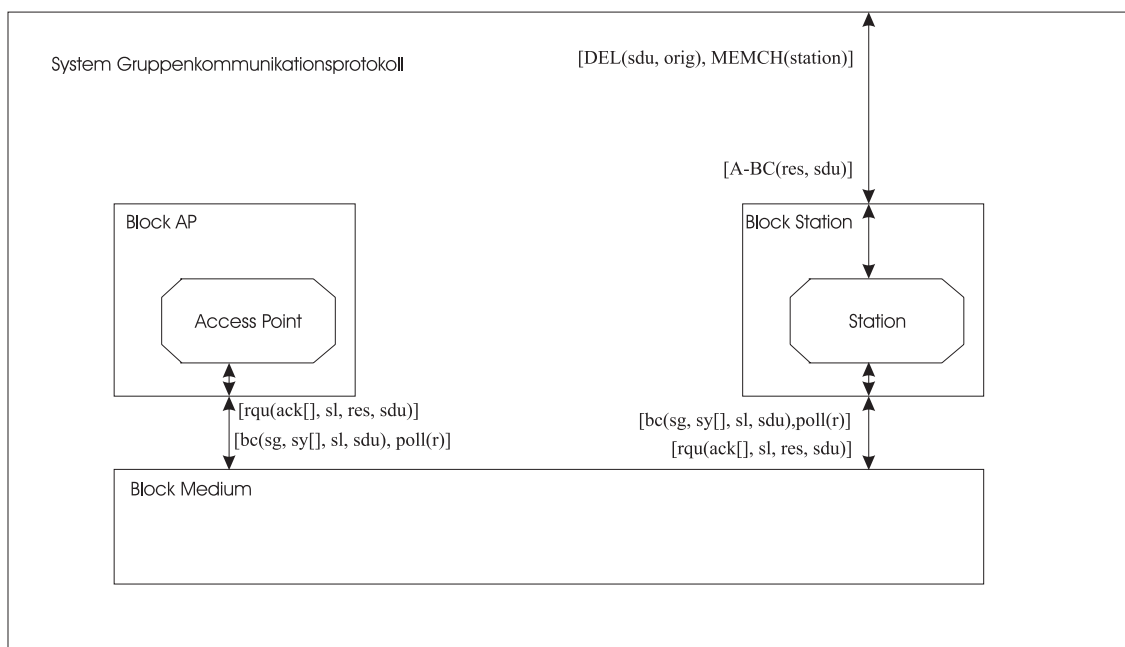 System Gruppenkommunikationsprotokoll
[DEL(sdu, orig), MEMCH(station)]
[A-BC(res, sdu)]
Block AP
Access Point
[rqu(ack[], sl, res, sdu)]
[bc(sg, sy[], sl, sdu), poll(r)]
Block Station
Station
[bc(sg, sy[], sl, sdu),poll(r)]
[rqu(ack[], sl, res, sdu)]
Block Medium